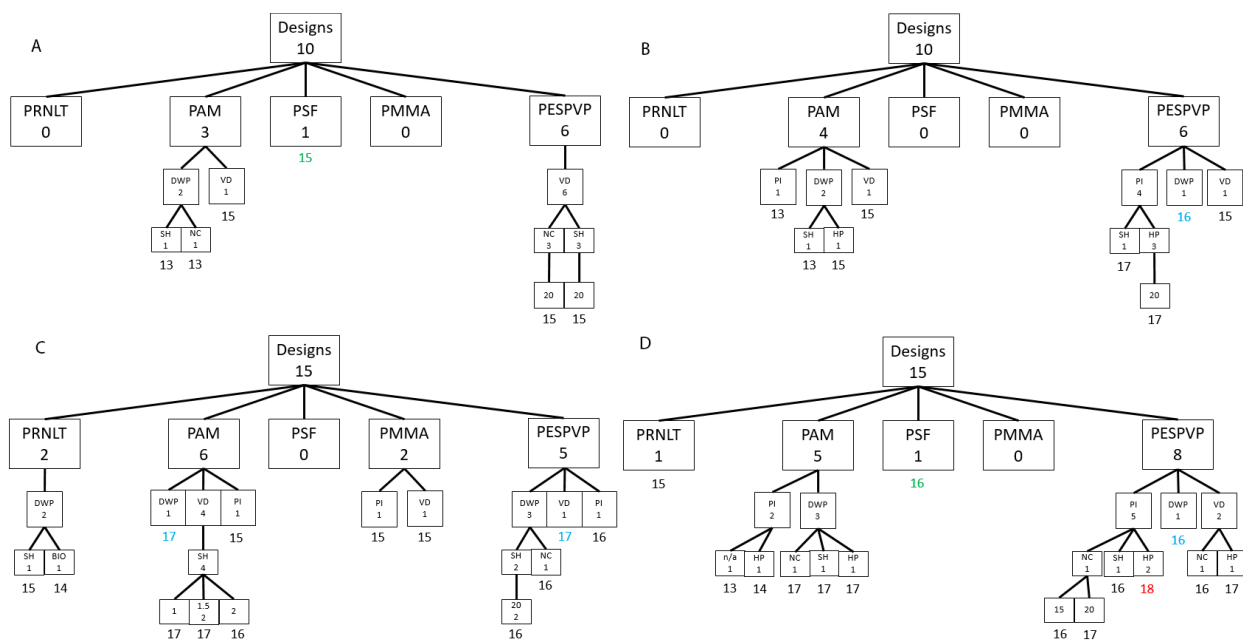 A
Designs
10
PRNLT
0
PAM
3
PSF
1
PMMA
0
PESPVP
6
15
DWP
2
VD
1
VD
6
15
SH
1
NC
1
NC
3
SH
3
13
13
20
20
15
15
B
Designs
10
PRNLT
0
PAM
4
PSF
0
PMMA
0
PESPVP
6
PI
1
DWP
2
VD
1
PI
4
DWP
1
VD
1
13
15
16
15
SH
1
HP
1
SH
1
HP
3
13
15
17
20
17
C
Designs
15
PRNLT
2
PAM
6
PSF
0
PMMA
2
PESPVP
5
DWP
2
DWP
1
VD
4
PI
1
PI
1
VD
1
DWP
3
VD
1
PI
1
17
15
15
15
17
16
SH
1
BIO
1
SH
4
SH
2
NC
1
15
14
16
1
1.5
2
2
20
2
17
17
16
16
D
Designs
15
PRNLT
1
PAM
5
PSF
1
PMMA
0
PESPVP
8
15
16
PI
2
DWP
3
PI
5
DWP
1
VD
2
16
n/a
1
HP
1
NC
1
SH
1
HP
1
NC
1
SH
1
HP
2
NC
1
HP
1
13
14
17
17
17
16
18
16
17
15
20
16
17